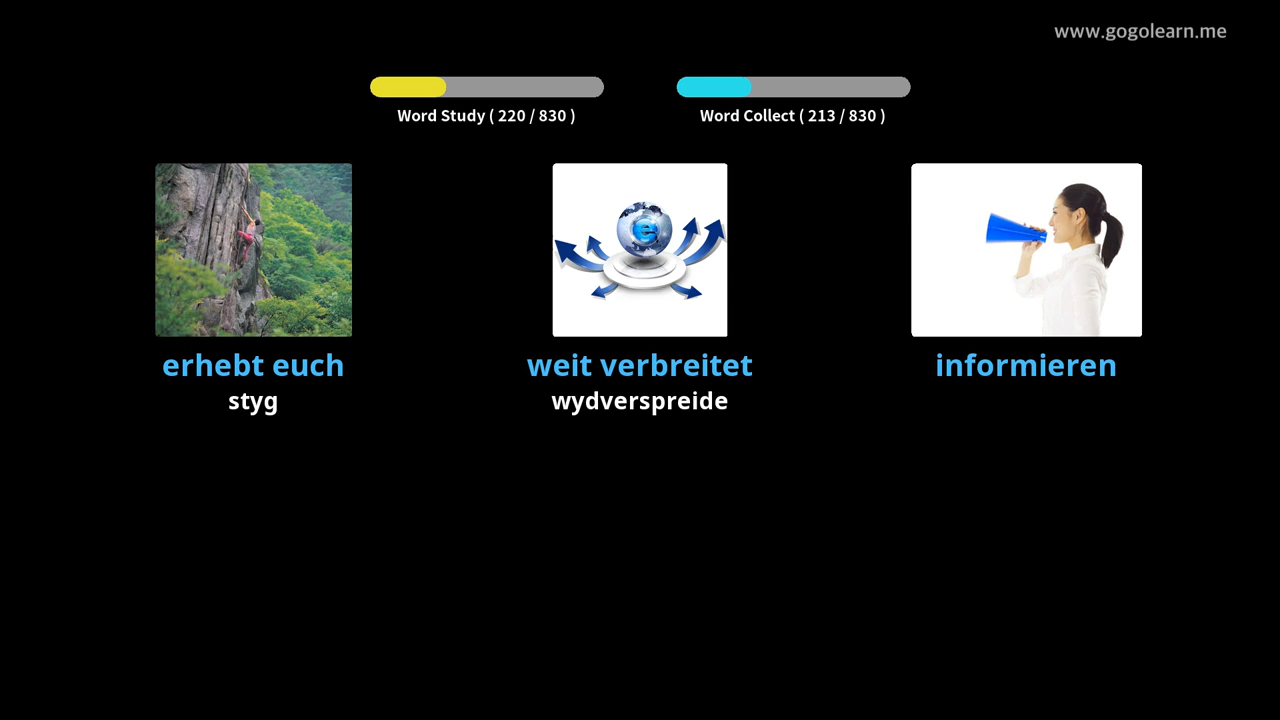 www.gogolearn.me
Word Study ( 220 / 830 )
Word Collect ( 213 / 830 )
e
erhebt euch
weit verbreitet
informieren
styg
wydverspreide